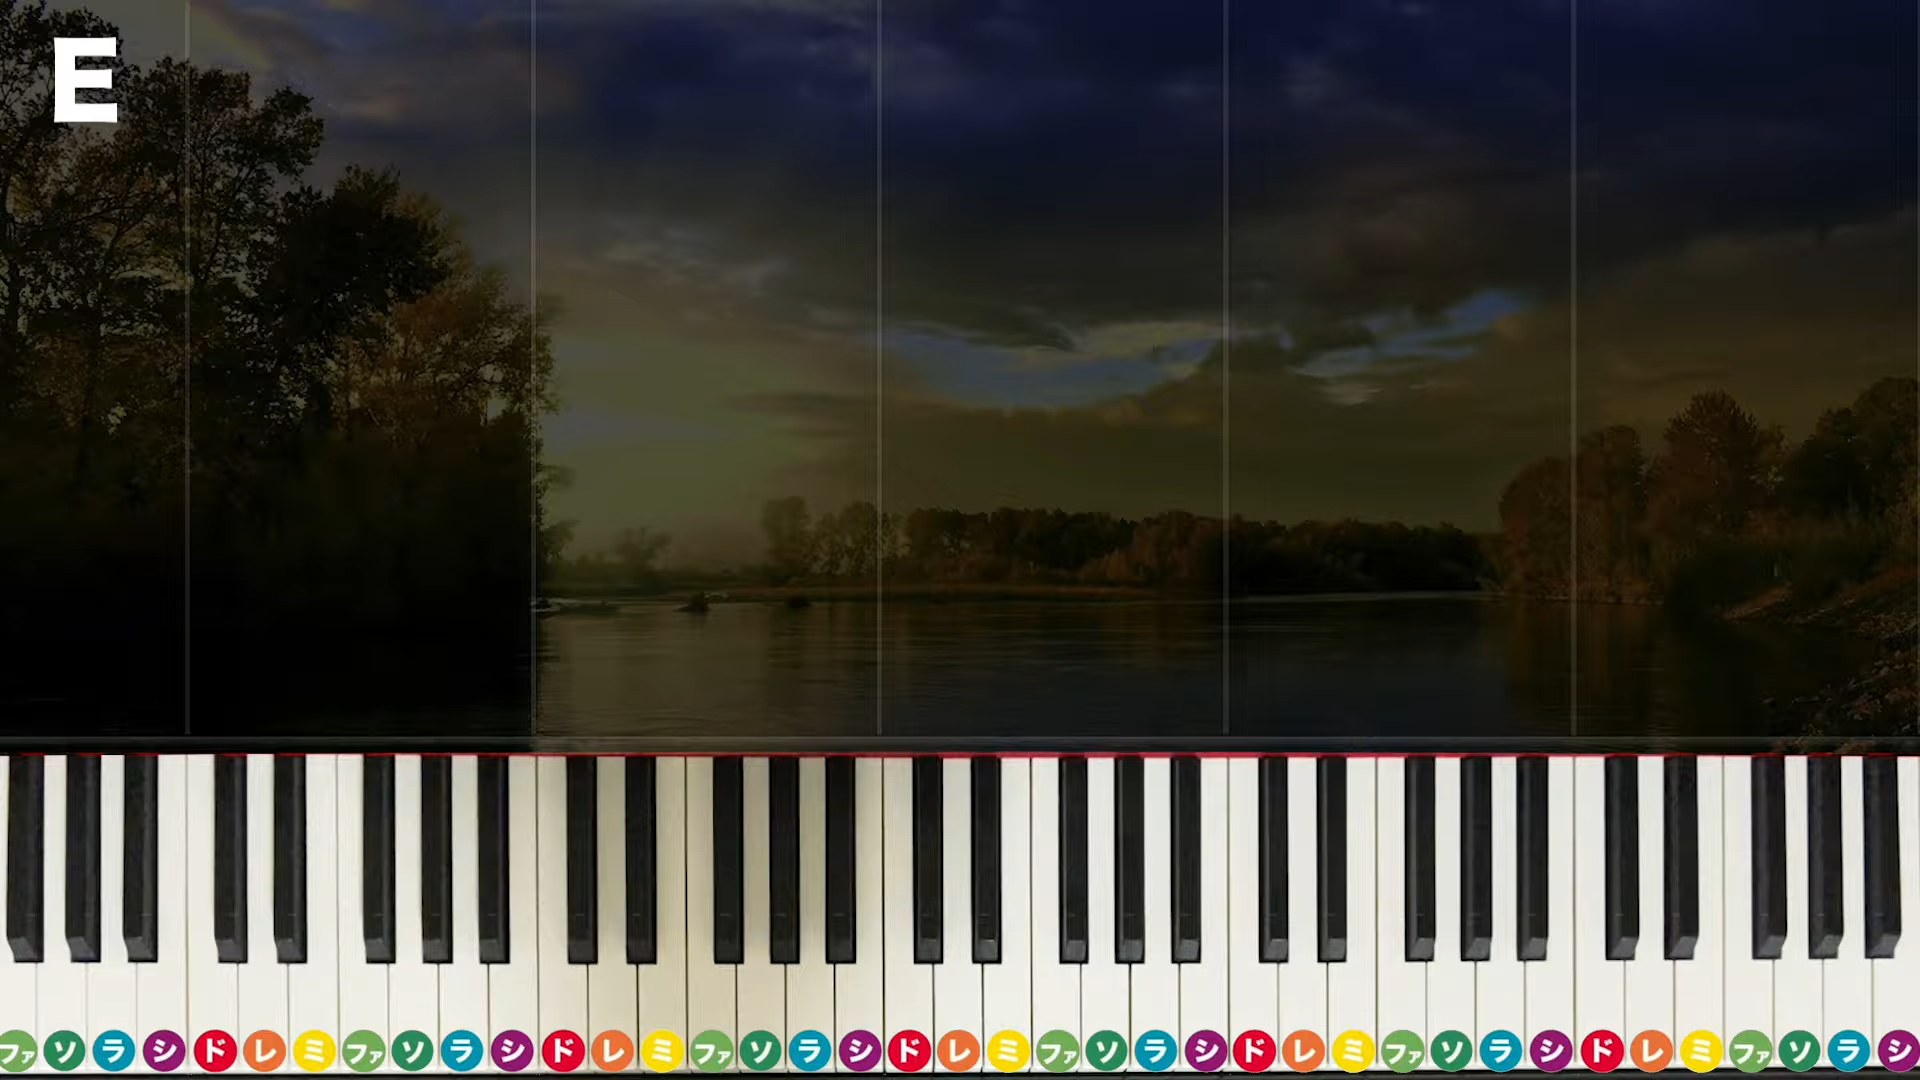 E
ファ ソ ラ シ ド レ ミ ファ ソ ラ シ ド レ ミ ファ ソ ラ シ ド レ ミ ファ ソ ラ シ ド レ ミ ファ ソ ラ シ ド レ ミ ファ ソ ラ シ